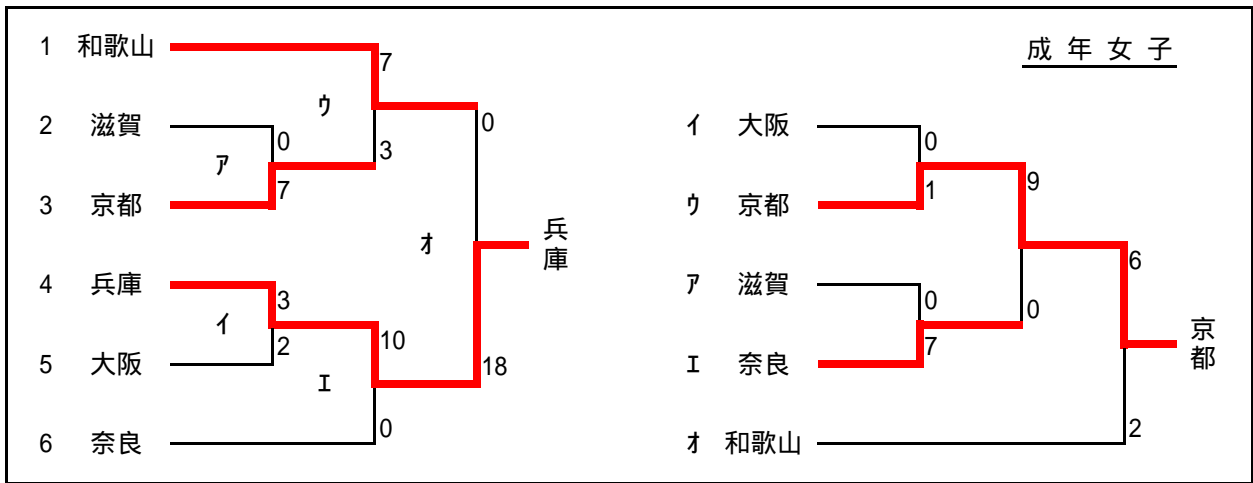 成年女子
1 和歌山
7
ウ
2 滋賀
0
0
ア
3
7
3 京都
オ
兵庫
4 兵庫
3
イ
10
2
5 大阪
18
エ
0
6 奈良
イ 大阪
0
9
1
ウ 京都
6
ア 滋賀
0
0
京都
7
エ 奈良
2
オ 和歌山